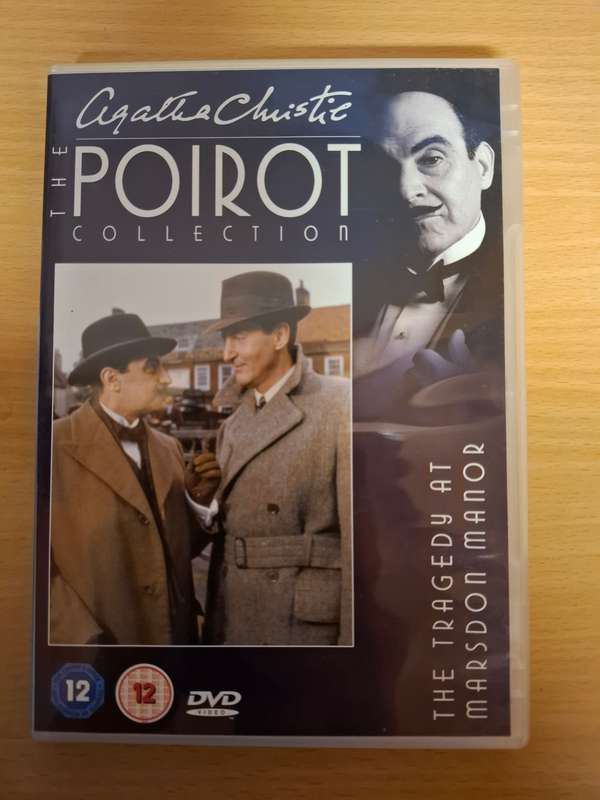 Agatha Christie
THE
POIROT
COLLECTION
THE TRAGEDY AT
MARSDON MANOR
12
12
DVD
VIDEO